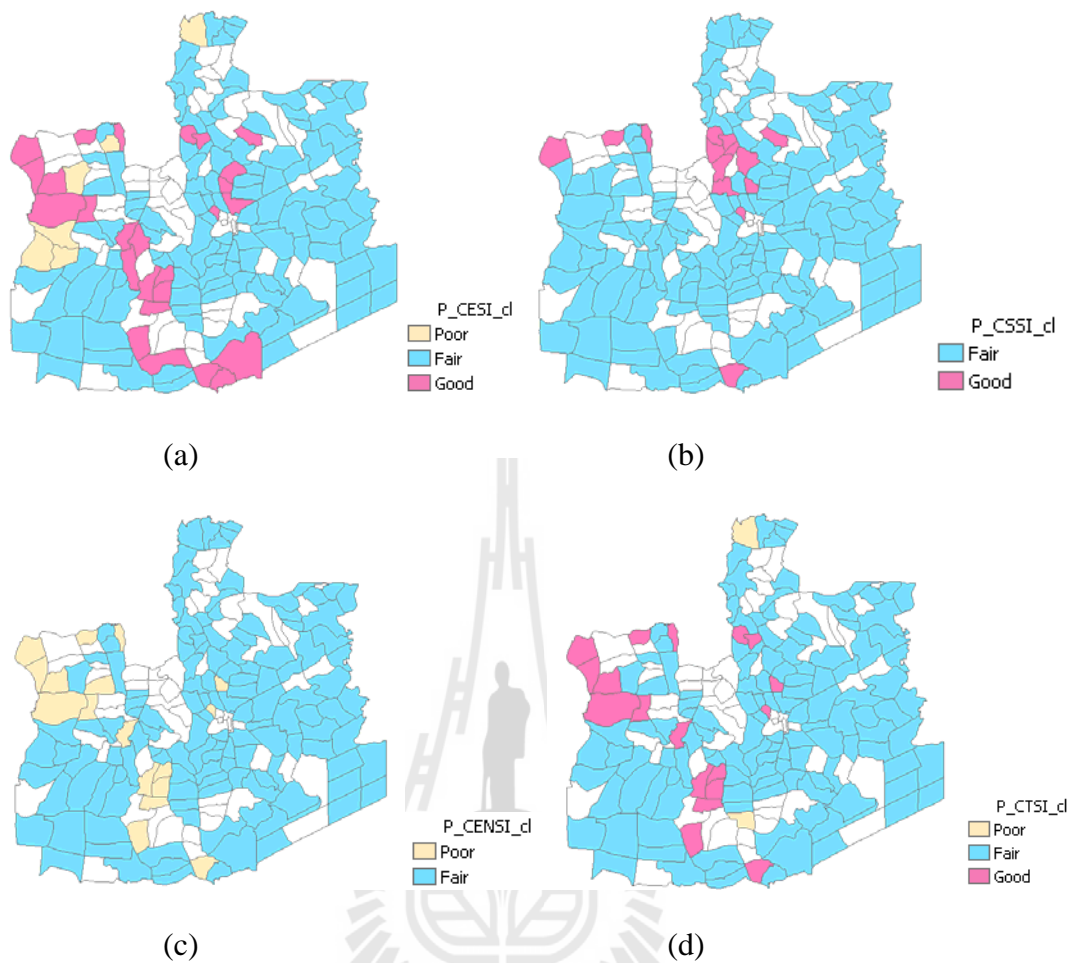 P_CESI_cl
Poor
Fair
Good
P_CSSI_cl
Fair
Good
(a)
(b)
P_CENSI_cl
Poor
Fair
P_CTSI_cl
Poor
Fair
Good
(c)
(d)